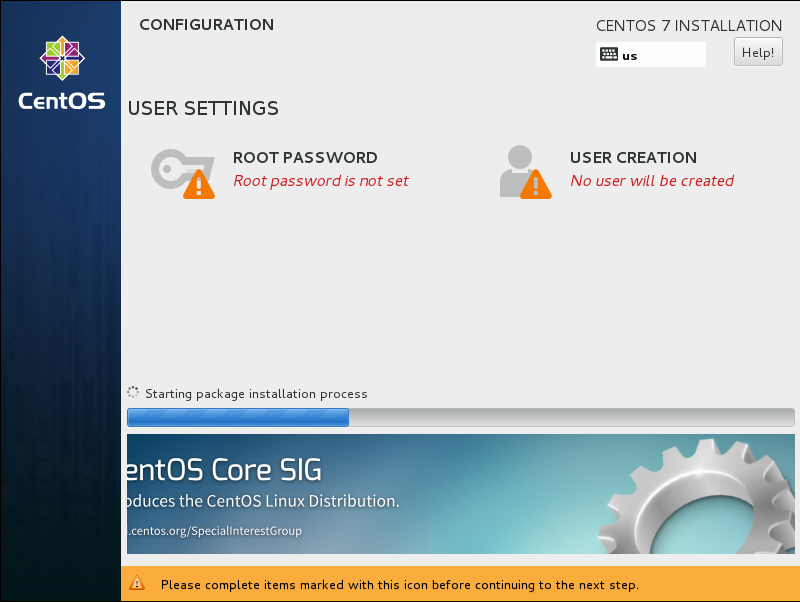 CentOS
CONFIGURATION
CENTOS 7 INSTALLATION
us
Help!
USER SETTINGS
ROOT PASSWORD
Root password is not set
USER CREATION
No user will be created
Starting package installation process
entOS Core SIG
oduces the CentOS Linux Distribution.
.centos.org/SpecialInterestGroup
Please complete items marked with this icon before continuing to the next step.